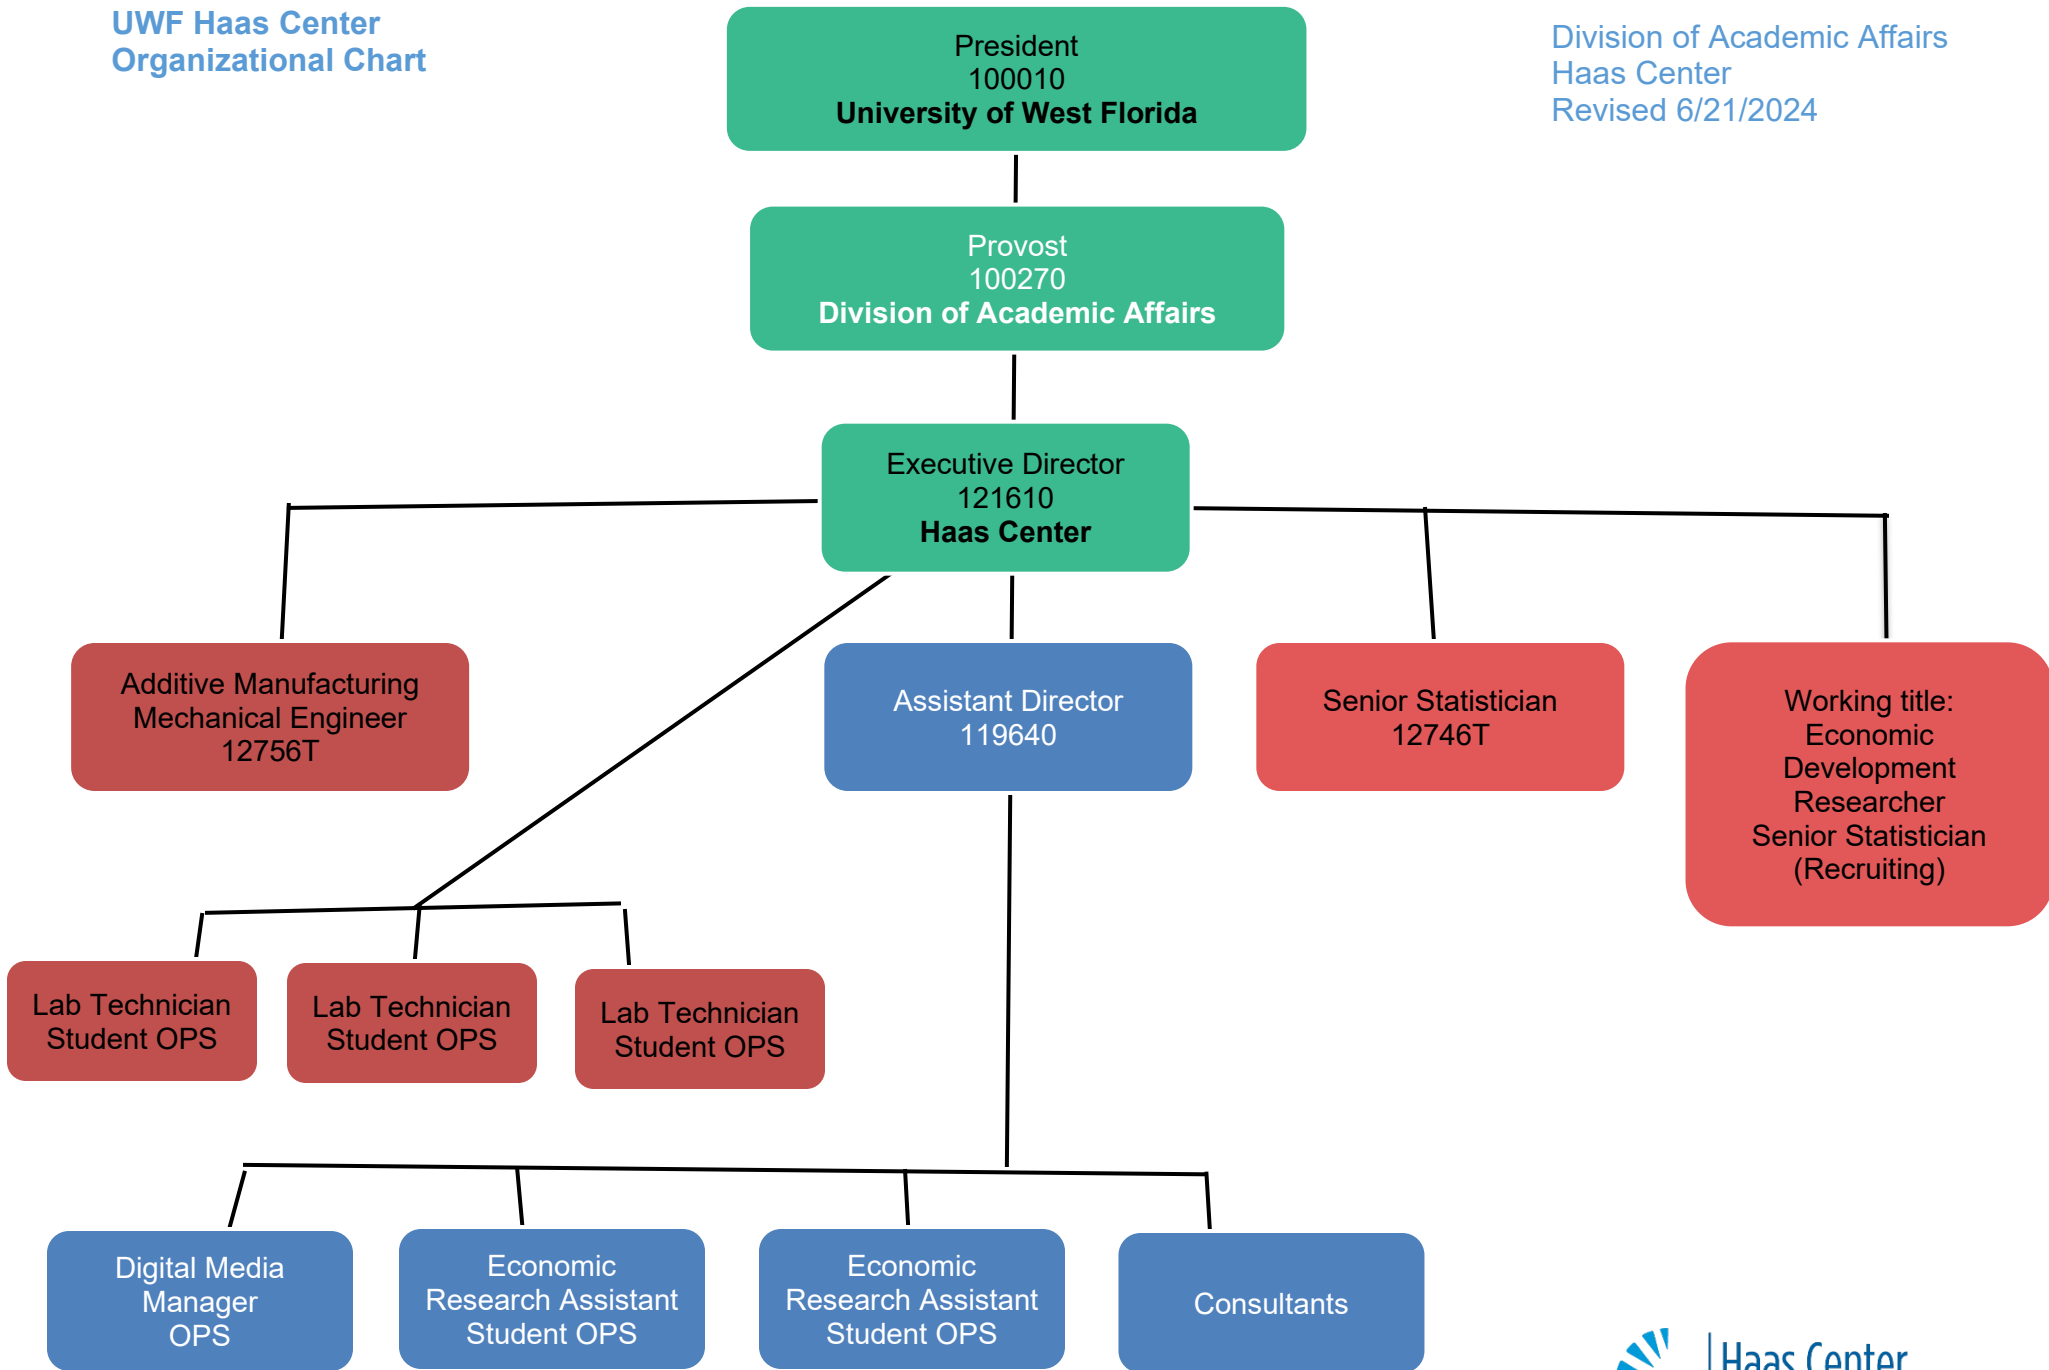 UWF Haas Center
Organizational Chart
President
100010
University of West Florida
Division of Academic Affairs
Haas Center
Revised 6/21/2024
Provost
100270
Division of Academic Affairs
Executive Director
121610
Haas Center
Additive Manufacturing
Mechanical Engineer
12756T
Assistant Director
119640
Senior Statistician
12746T
Working title:
Economic
Development
Researcher
Senior Statistician
(Recruiting)
Lab Technician
Student OPS
Lab Technician
Student OPS
Lab Technician
Student OPS
Digital Media
Manager
OPS
Economic
Research Assistant
Student OPS
Economic
Research Assistant
Student OPS
Consultants
Haas Center